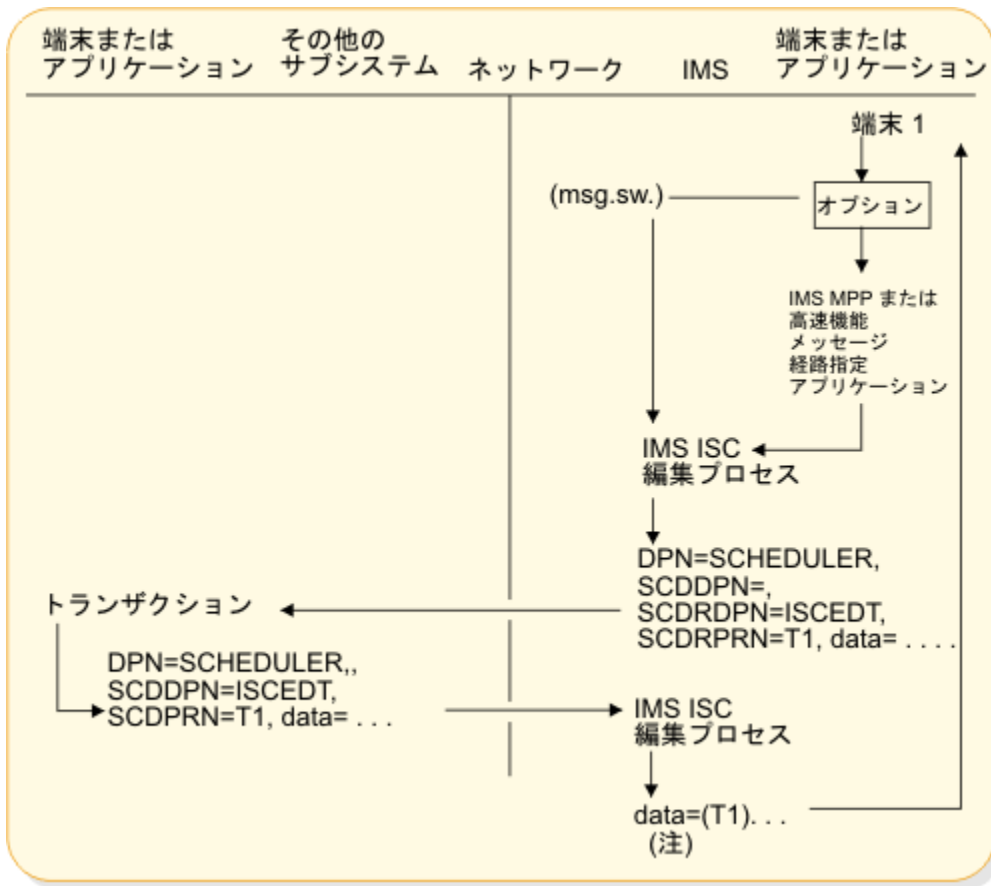 端末または
アプリケーション
その他の
サブシステム
ネットワーク
IMS
端末または
アプリケーション
端末 1
(msg.sw.)
オプション
IMS MPP または
高速機能
メッセージ
経路指定
アプリケーション
IMS ISC
編集プロセス
DPN=SCHEDULER,
SCDDPN=,
SCDRDPN=ISCEDT,
SCDRPRN=T1, data= . . . .
トランザクション
DPN=SCHEDULER,,
SCDDPN=ISCEDT,
SCDPRN=T1, data= . . .
IMS ISC
編集プロセス
data=(T1). . .
(注)